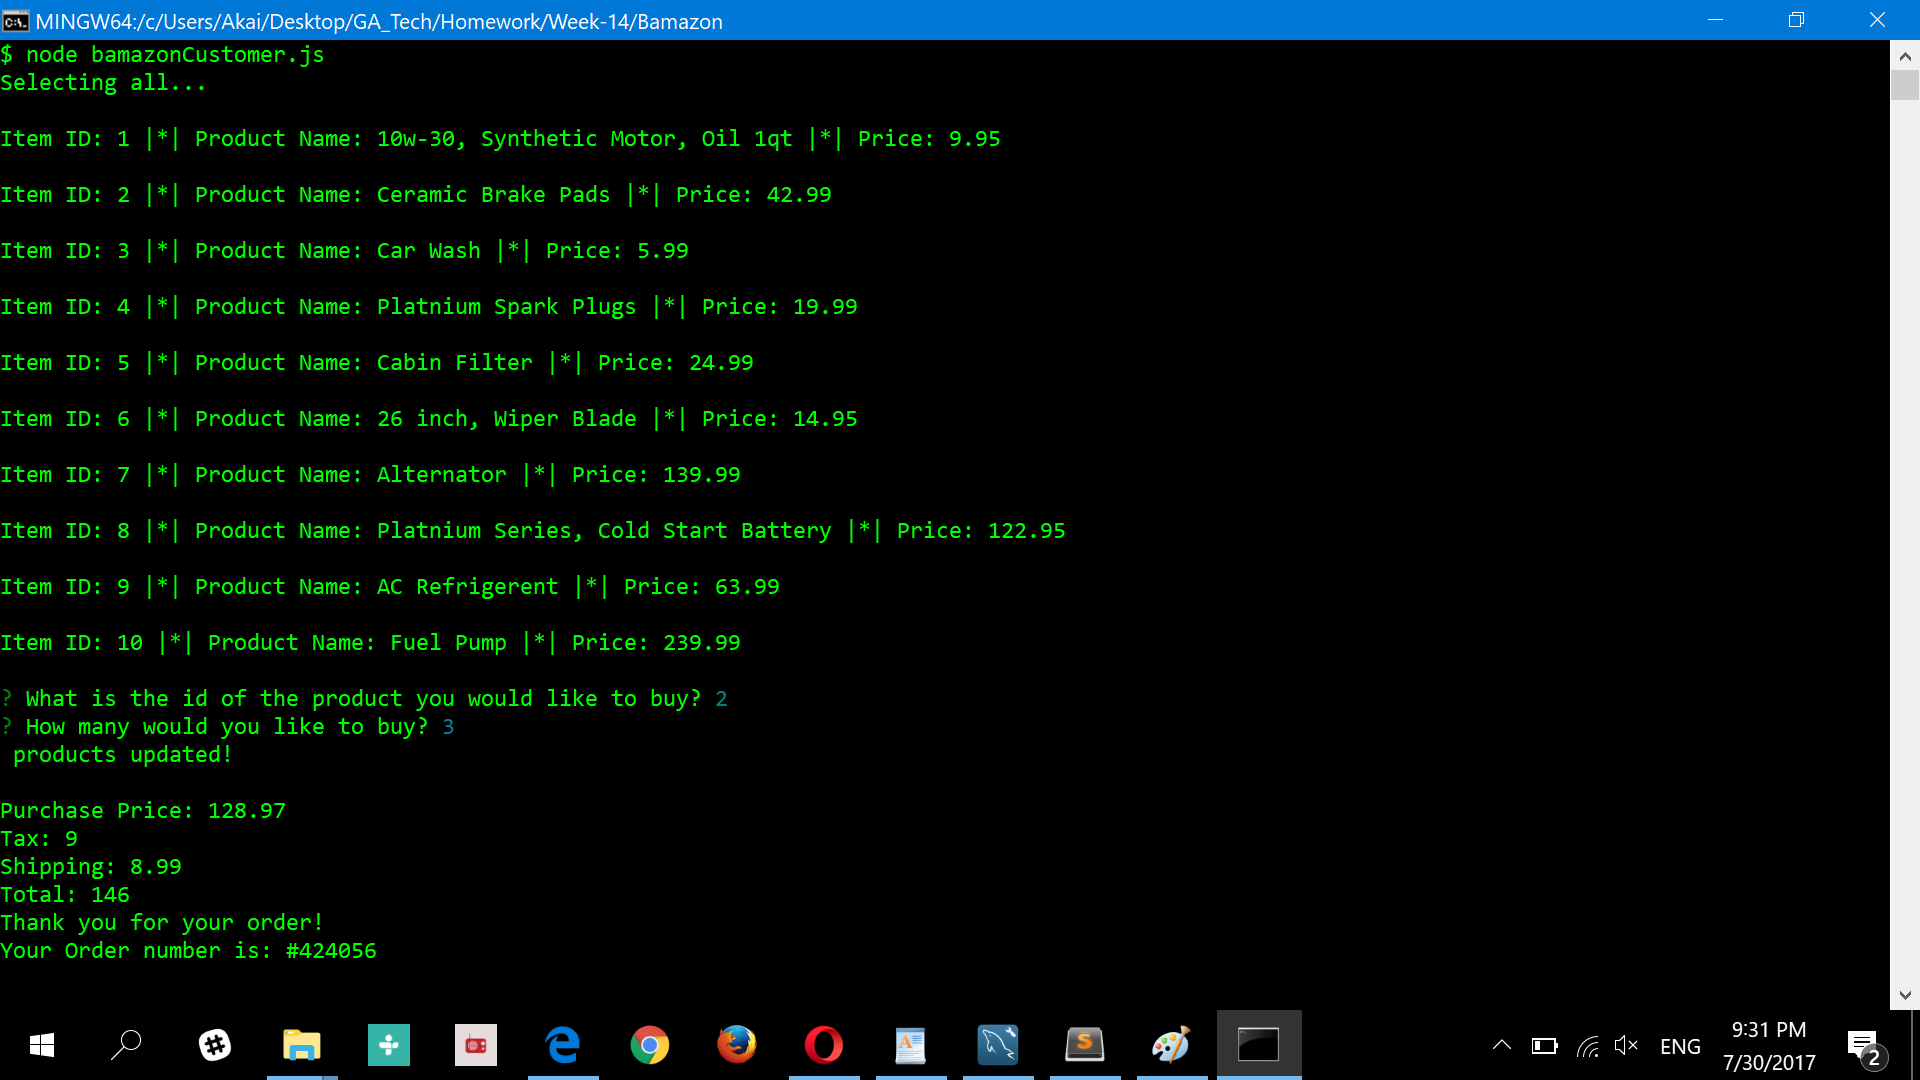 MINGW64:/c/Users/Akai/Desktop/GA_Tech/Homework/Week-14/Bamazon
$ node bamazonCustomer.js
Selecting all...
Item ID: 1 |*| Product Name: 10w-30, Synthetic Motor, Oil 1qt |*| Price: 9.95
Item ID: 2 |*| Product Name: Ceramic Brake Pads |*| Price: 42.99
Item ID: 3 |*| Product Name: Car Wash |*| Price: 5.99
Item ID: 4 |*| Product Name: Platnium Spark Plugs |*| Price: 19.99
Item ID: 5 |*| Product Name: Cabin Filter |*| Price: 24.99
Item ID: 6 |*| Product Name: 26 inch, Wiper Blade |*| Price: 14.95
Item ID: 7 |*| Product Name: Alternator |*| Price: 139.99
Item ID: 8 |*| Product Name: Platnium Series, Cold Start Battery |*| Price: 122.95
Item ID: 9 |*| Product Name: AC Refrigerent |*| Price: 63.99
Item ID: 10 |*| Product Name: Fuel Pump |*| Price: 239.99
? What is the id of the product you would like to buy? 2
? How many would you like to buy? 3
products updated!
Purchase Price: 128.97
Tax: 9
Shipping: 8.99
Total: 146
Thank you for your order!
Your Order number is: #424056
ENG
9:31 PM
7/30/2017
2